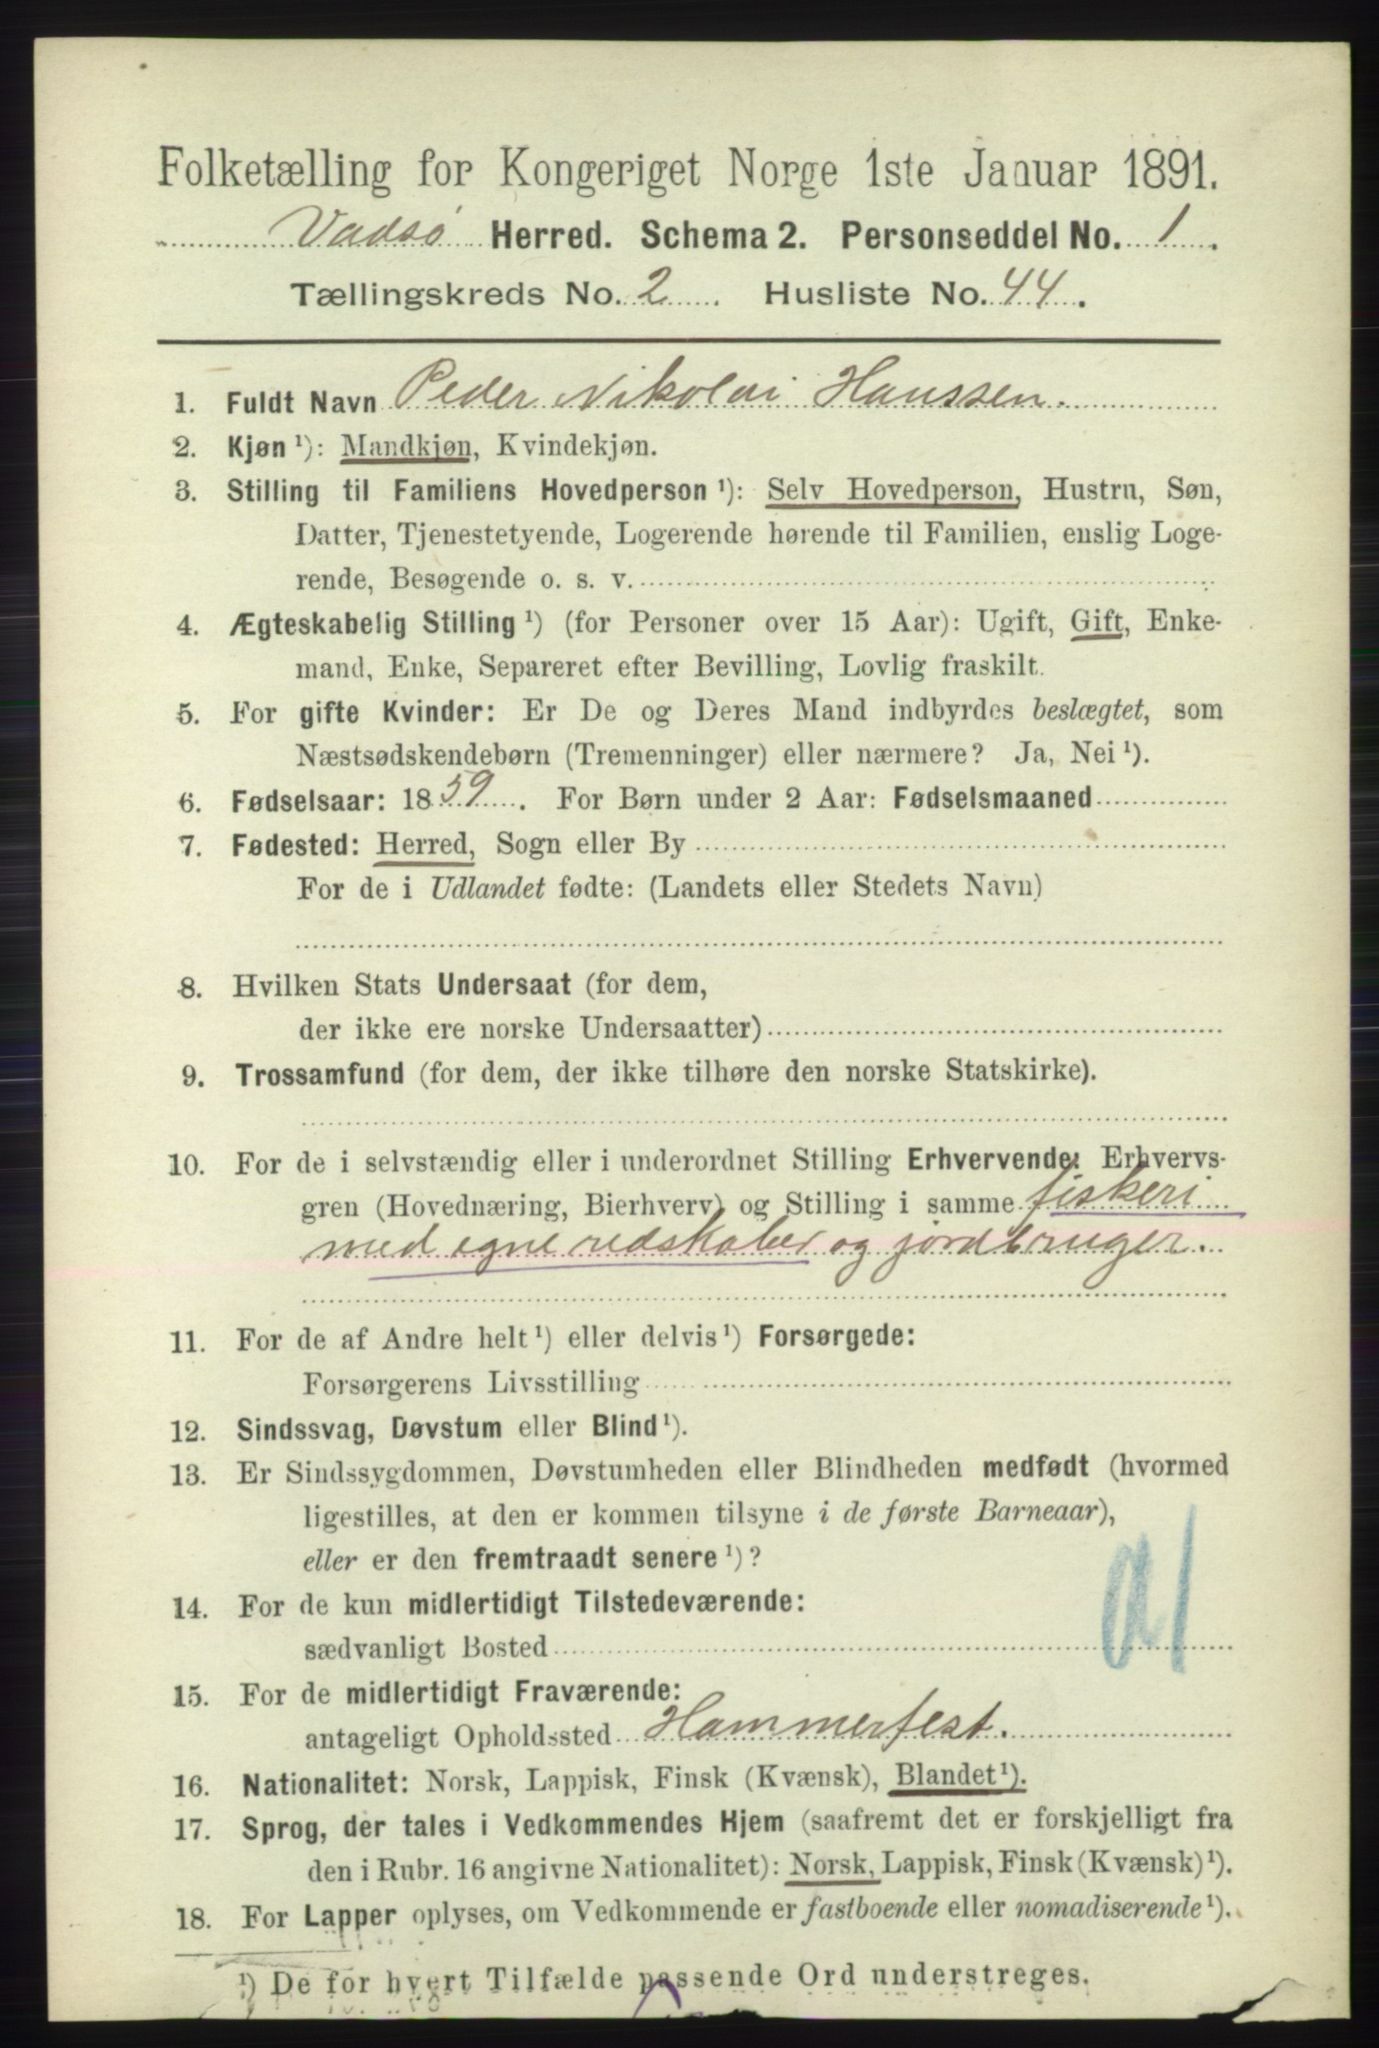 Folketælling for Kongeriget Norge 1ste Januar 1891.
Vadsø Herred. Schema 2. Personseddel No. 1.
Tællingskreds No. 2. Husliste No. 44.
1. Fuldt Navn Peder Nikolai Hanssen.
2. Kjøn ¹): Mandkjøn, Kvindekjøn.
3. Stilling til Familiens Hovedperson ¹): Selv Hovedperson, Hustru, Søn,
Datter, Tjenestetyende, Logerende hørende til Familien, enslig Loge-
rende, Besøgende o. s. v.
4. Ægteskabelig Stilling ¹) (for Personer over 15 Aar): Ugift, Gift, Enke-
mand, Enke, Separeret efter Bevilling, Lovlig fraskilt.
5. For gifte Kvinder: Er De og Deres Mand indbyrdes beslægtet, som
Næstsødskendebørn (Tremenninger) eller nærmere? Ja, Nei ¹).
6. Fødselsaar: 1859. For Børn under 2 Aar: Fødselsmaaned
7. Fødested: Herred, Sogn eller By
For de i Udlandet fødte: (Landets eller Stedets Navn)
8. Hvilken Stats Undersaat (for dem,
der ikke ere norske Undersaatter)
9. Trossamfund (for dem, der ikke tilhøre den norske Statskirke).
10. For de i selvstændig eller i underordnet Stilling Erhvervende: Erhvervs-
gren (Hovednæring, Bierhverv) og Stilling i samme fiskeri
med egne redskaber og jordbruger.
11. For de af Andre helt ¹) eller delvis ¹) Forsørgede:
Forsørgerens Livsstilling
12. Sindssvag, Døvstum eller Blind ¹).
13. Er Sindssygdommen, Døvstumheden eller Blindheden medfødt (hvormed
ligestilles, at den er kommen tilsyne i de første Barneaar),
eller er den fremtraadt senere ¹)?
14. For de kun midlertidigt Tilstedeværende:
sædvanligt Bosted
15. For de midlertidigt Fraværende:
antageligt Opholdssted Hammerfest.
16. Nationalitet: Norsk, Lappisk, Finsk (Kvænsk), Blandet ¹).
17. Sprog, der tales i Vedkommendes Hjem (saafremt det er forskjelligt fra
den i Rubr. 16 angivne Nationalitet): Norsk, Lappisk, Finsk (Kvænsk) ¹).
18. For Lapper oplyses, om Vedkommende er fastboende eller nomadiserende ¹).
¹) De for hvert Tilfælde passende Ord understreges.